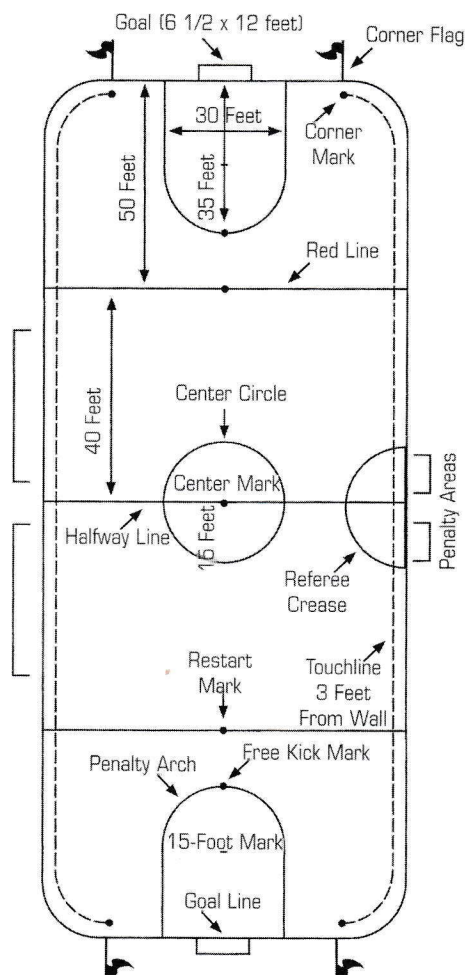 Goal (6 1/2 x 12 feet)
Corner Flag
30 Feet
Corner
Mark
50 Feet
35 Feet
Red Line
40 Feet
Center Circle
Center Mark
15 Feet
Halfway Line
Penalty Areas
Referee
Crease
Restart
Mark
Touchline
3 Feet
From Wall
Free Kick Mark
Penalty Arch
15-Foot Mark
Goal Line